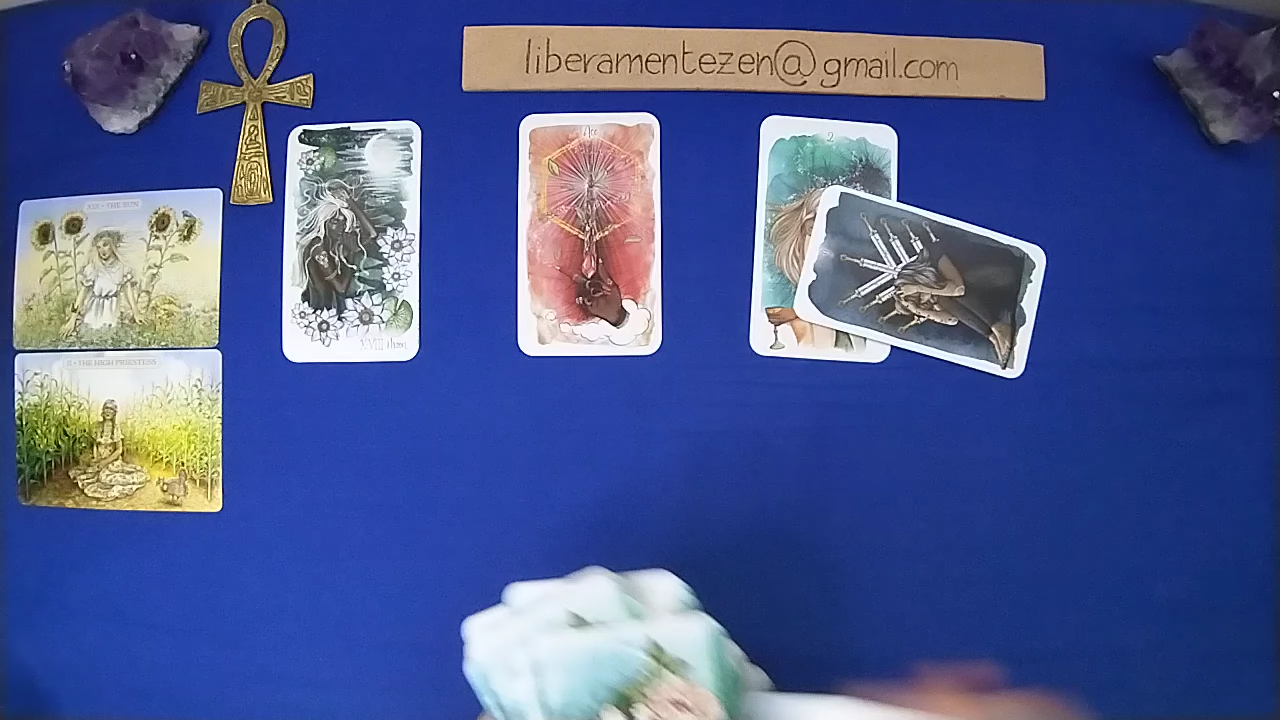 liberamentezen@gmail.com
Ace
2
XIX • THE SUN
XVIII Moon
II • THE HIGH PRIESTESS